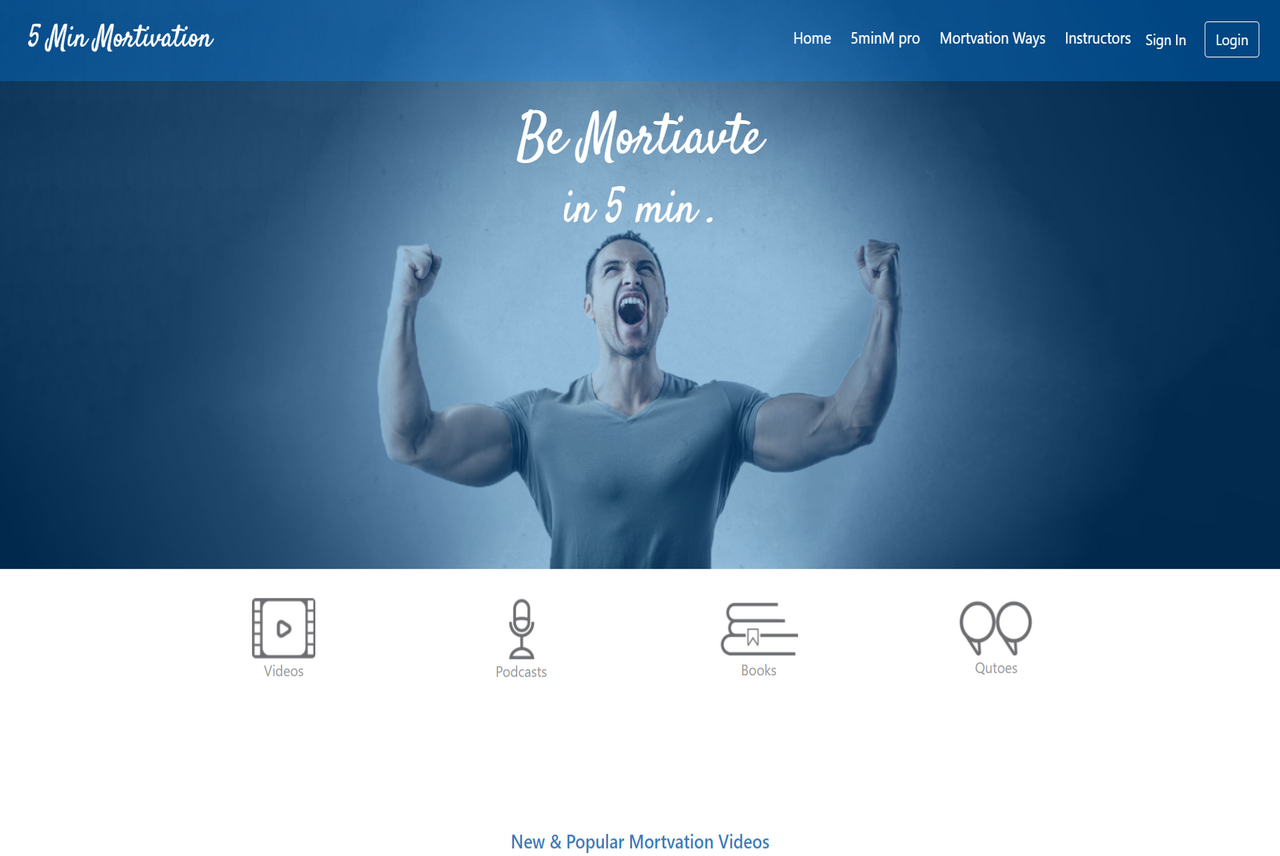 5 Min Mortivation
Home 5minM pro Mortvation Ways Instructors Sign In Login
Be Mortiavte
in 5 min .
Videos Podcasts Books Qutoes
New & Popular Mortvation Videos